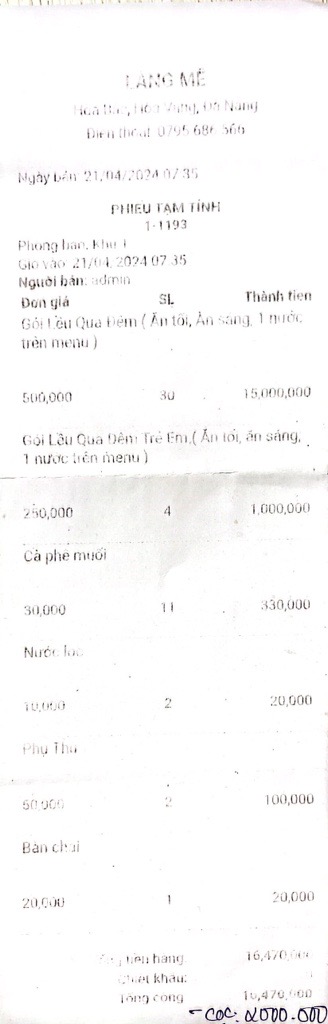 LÀNG MÊ
Hòa Bắc, Hòa Vang, Đà Nẵng
Điện thoại: 0795 686 566
Ngày bán: 21/04/2024 07:35
PHIẾU TẠM TÍNH
1-1193
Phòng bàn: Khu 1
Giờ vào: 21/04/2024 07:35
Người bán: admin
Đơn giá SL Thành tiền
Gói Lều Qua Đêm ( Ăn tối, Ăn sáng, 1 nước
trên menu )
500,000 30 15,000,000
Gói Lều Qua Đêm Trẻ Em,( Ăn tối, ăn sáng,
1 nước trên menu )
250,000 4 1,000,000
Cà phê muối
30,000 11 330,000
Nước
10,000 2 20,000
Phụ Thu
50,000 2 100,000
Bàn chải
20,000 1 20,000
Tổng tiền hàng: 16,470,000
Chiết khấu:
Tổng cộng 16,470,000
- CỌC: 2000.000